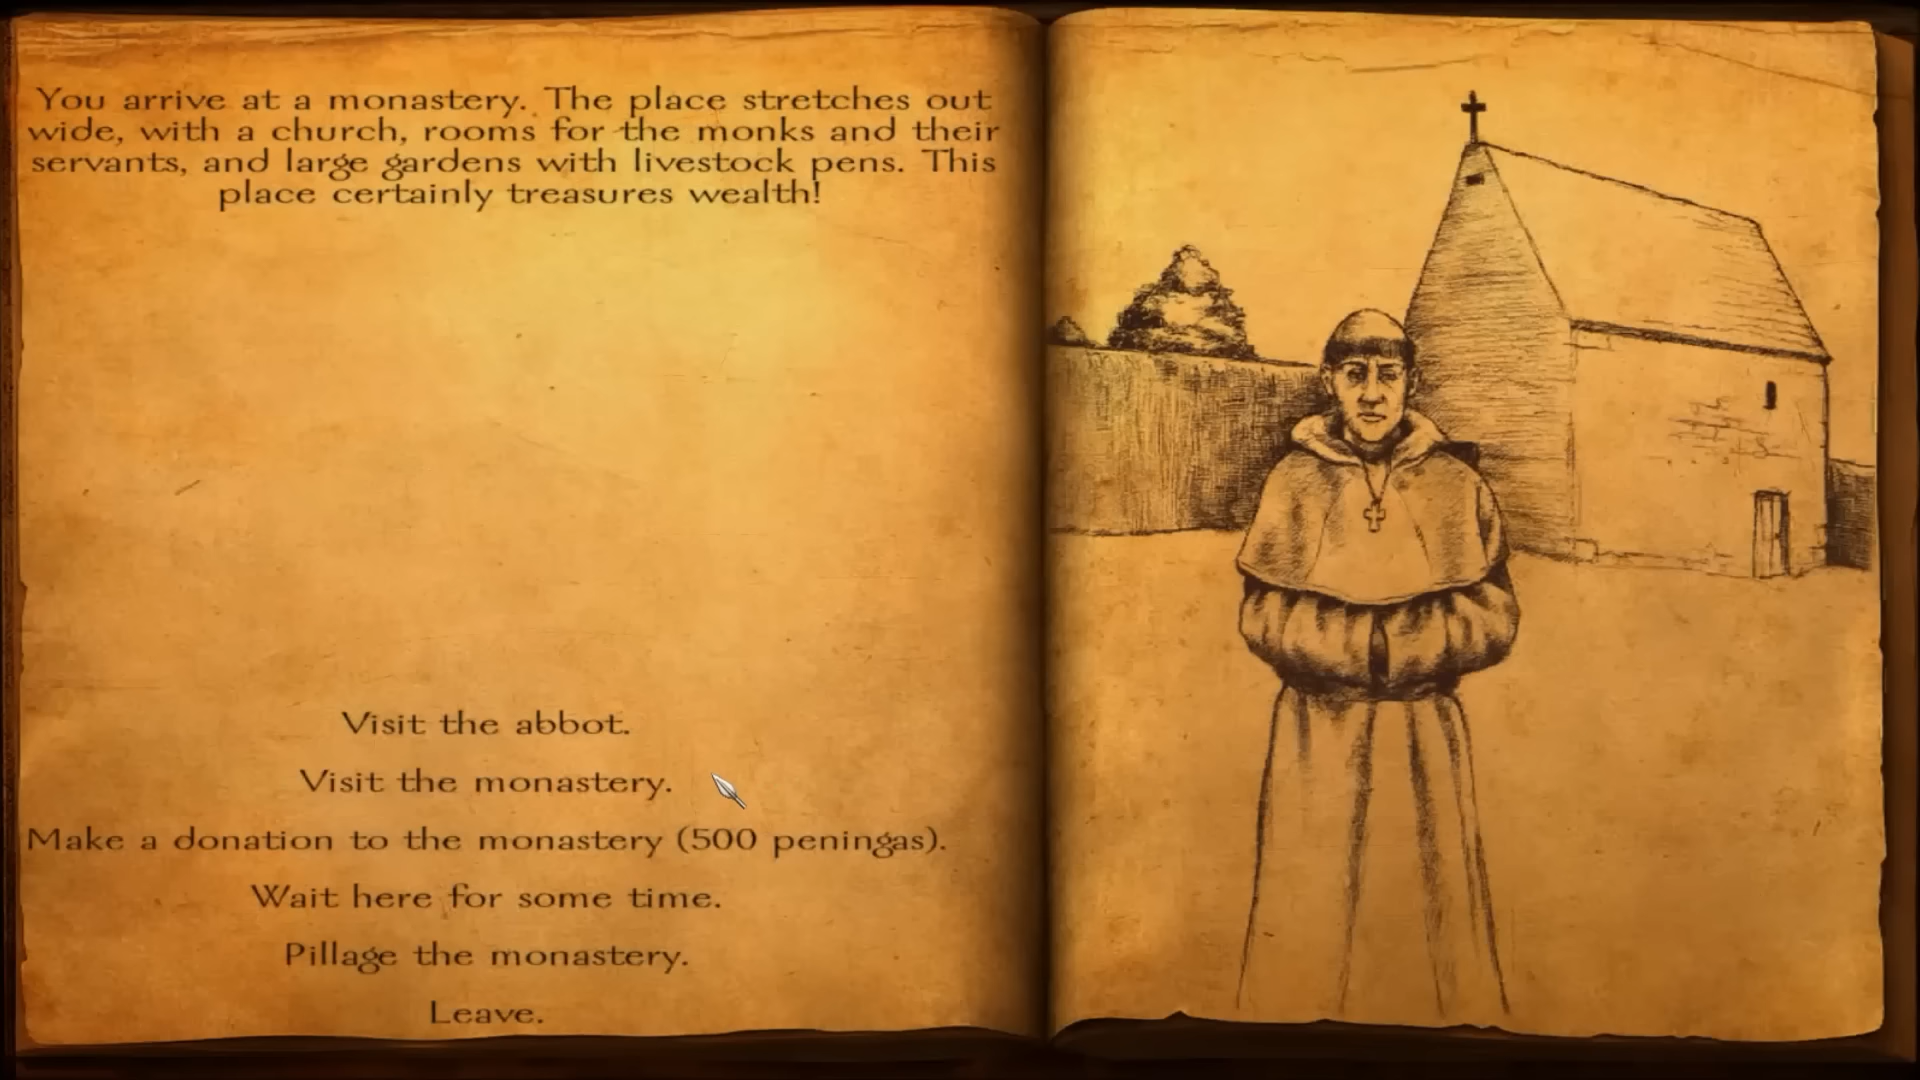 You arrive at a monastery. The place stretches out
wide, with a church, rooms for the monks and their
servants, and large gardens with livestock pens. This
place certainly treasures wealth!
Visit the abbot.
Visit the monastery.
Make a donation to the monastery (500 peningas).
Wait here for some time.
Pillage the monastery.
Leave.